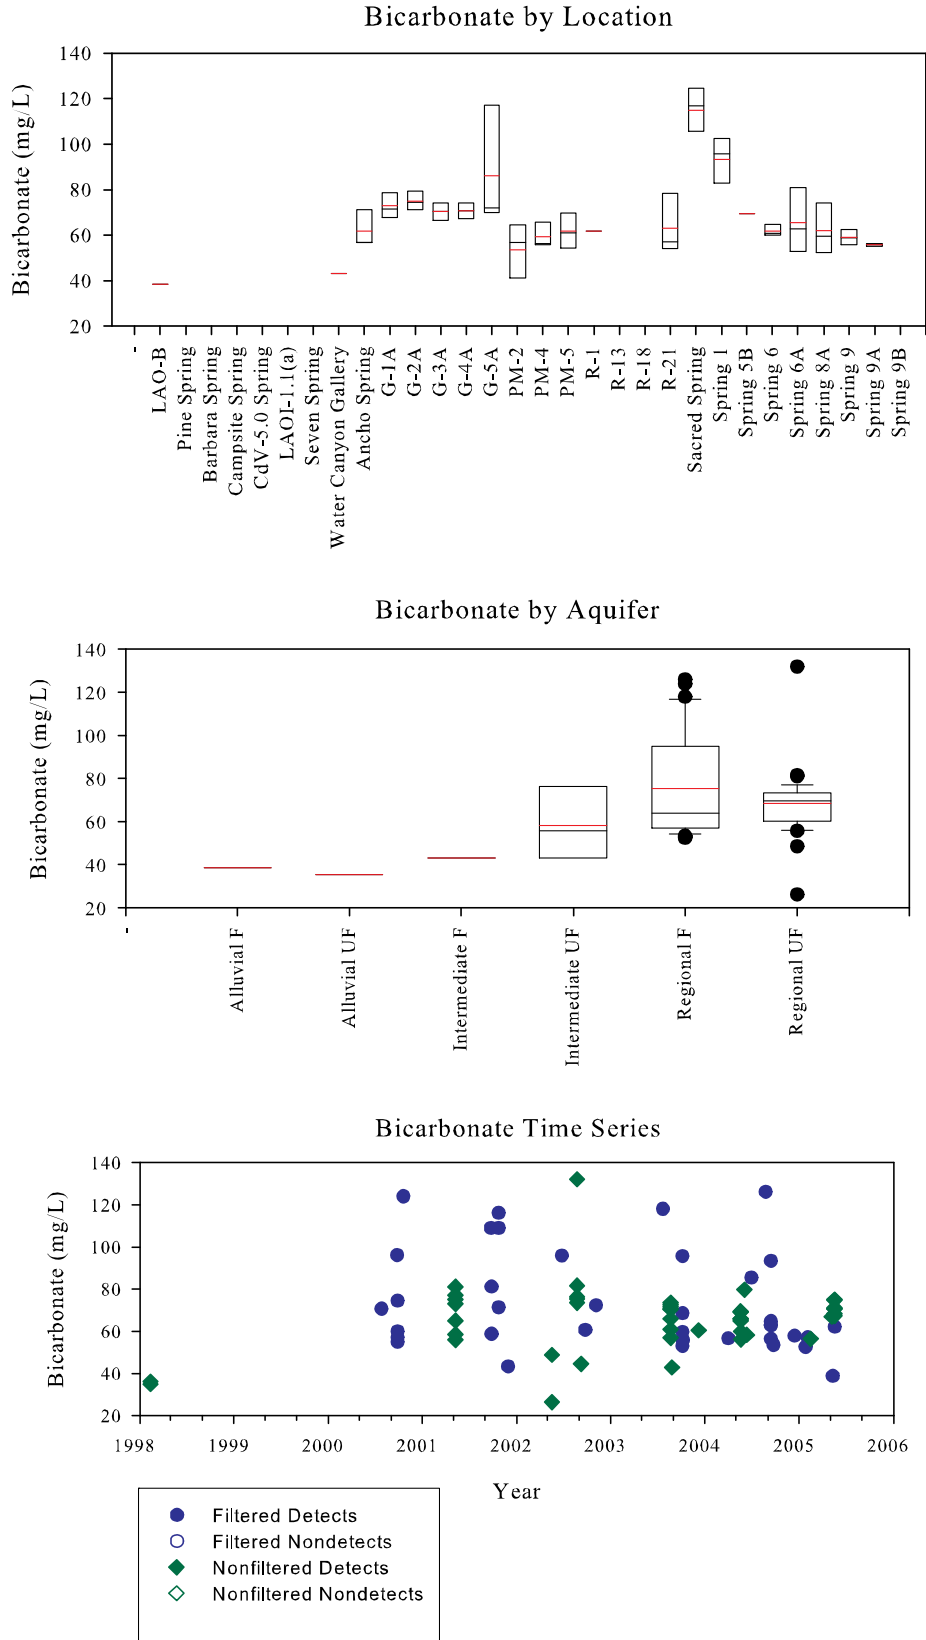 Bicarbonate by Location
Bicarbonate (mg/L)
140
120
100
80
60
40
20
-
LAO-B
Pine Spring
Barbara Spring
Campsite Spring
CdV-5.0 Spring
LAOI-1.1(a)
Seven Spring
Water Canyon Gallery
Ancho Spring
G-1A
G-2A
G-3A
G-4A
G-5A
PM-2
PM-4
PM-5
R-1
R-13
R-18
R-21
Sacred Spring
Spring 1
Spring 5B
Spring 6
Spring 6A
Spring 8A
Spring 9
Spring 9A
Spring 9B
Bicarbonate by Aquifer
Bicarbonate (mg/L)
140
120
100
80
60
40
20
-
Alluvial F
Alluvial UF
Intermediate F
Intermediate UF
Regional F
Regional UF
Bicarbonate Time Series
Bicarbonate (mg/L)
140
120
100
80
60
40
20
1998 1999 2000 2001 2002 2003 2004 2005 2006
Year
Filtered Detects
Filtered Nondetects
Nonfiltered Detects
Nonfiltered Nondetects